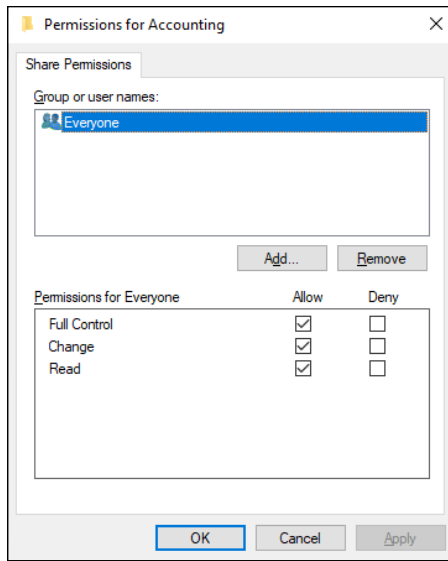 Permissions for Accounting
Share Permissions
Group or user names:
Everyone
Add... Remove
Permissions for Everyone Allow Deny
Full Control
Change
Read
OK Cancel Apply